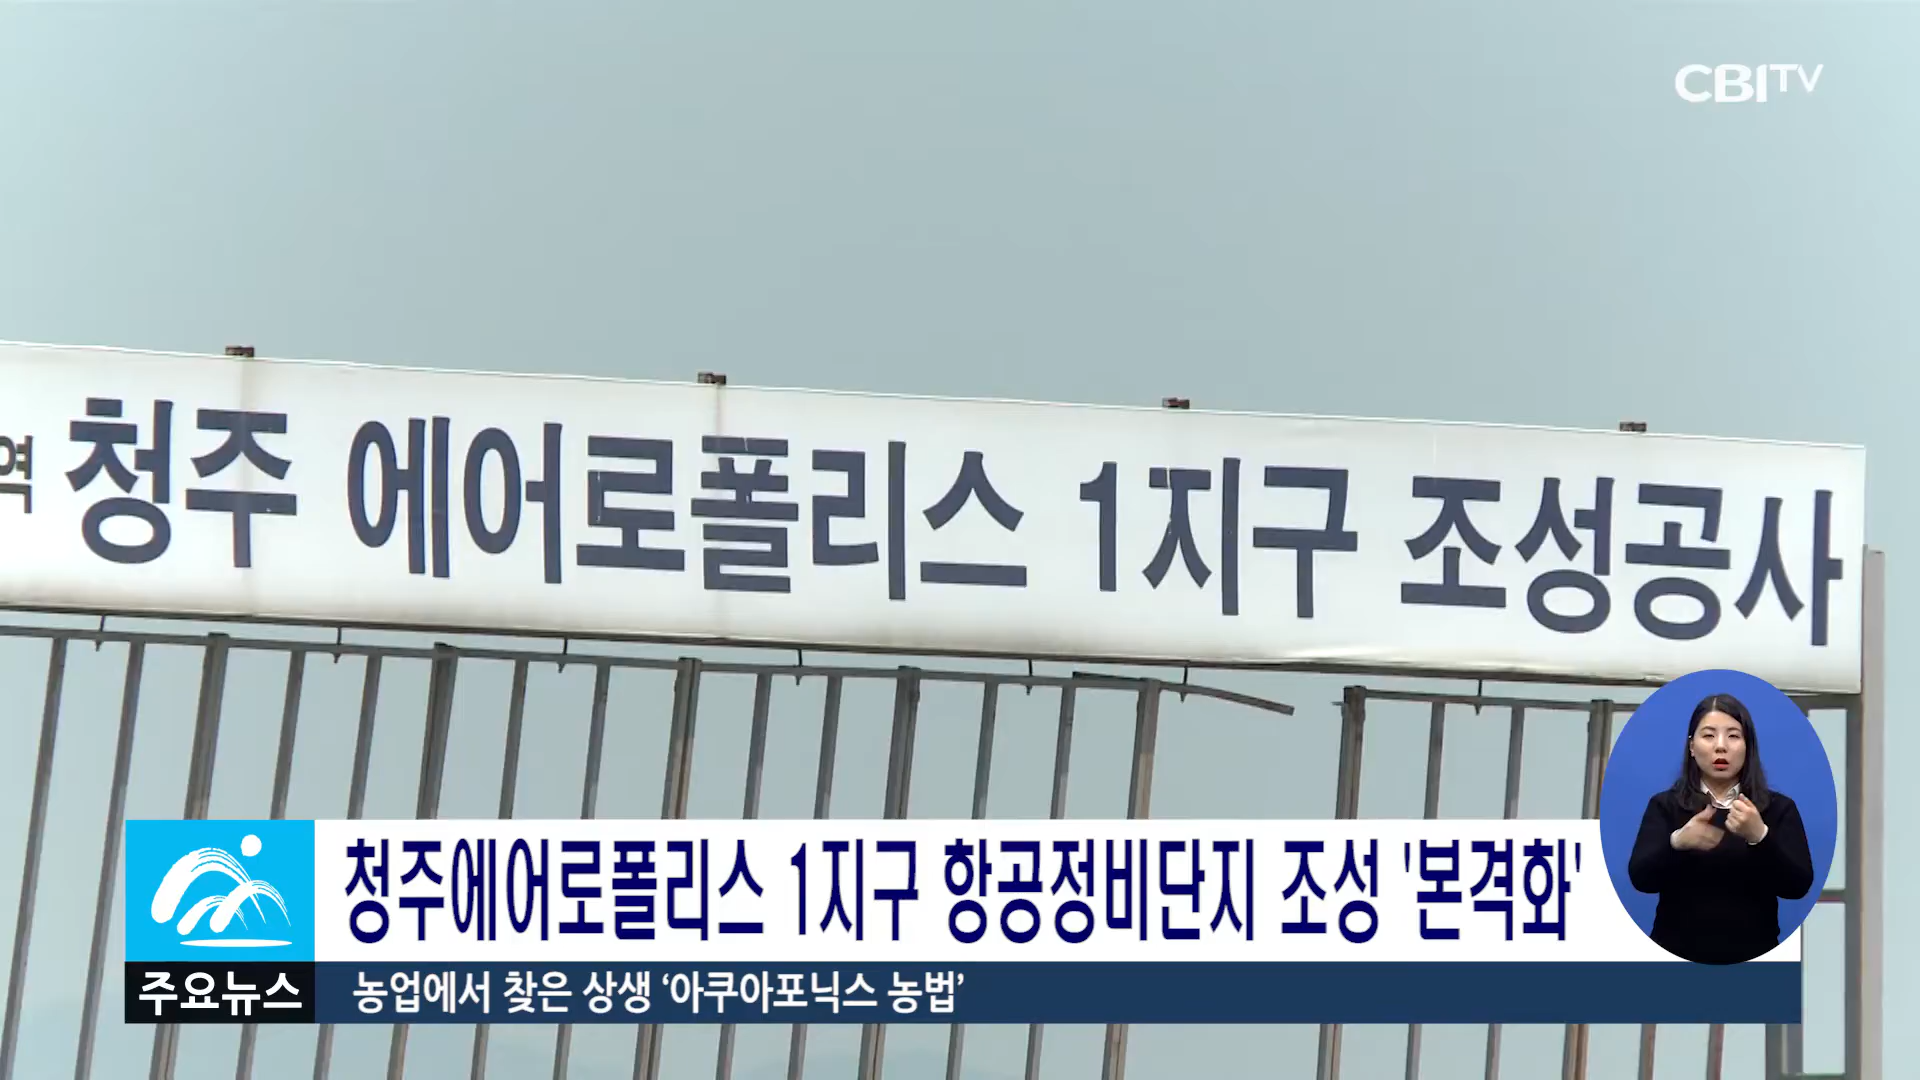 CBITV
역 청주 에어로폴리스 1지구 조성공사
청주에어로폴리스 1지구 항공정비단지 조성 '본격화'
주요뉴스
농업에서 찾은 상생 ‘아쿠아포닉스 농법’